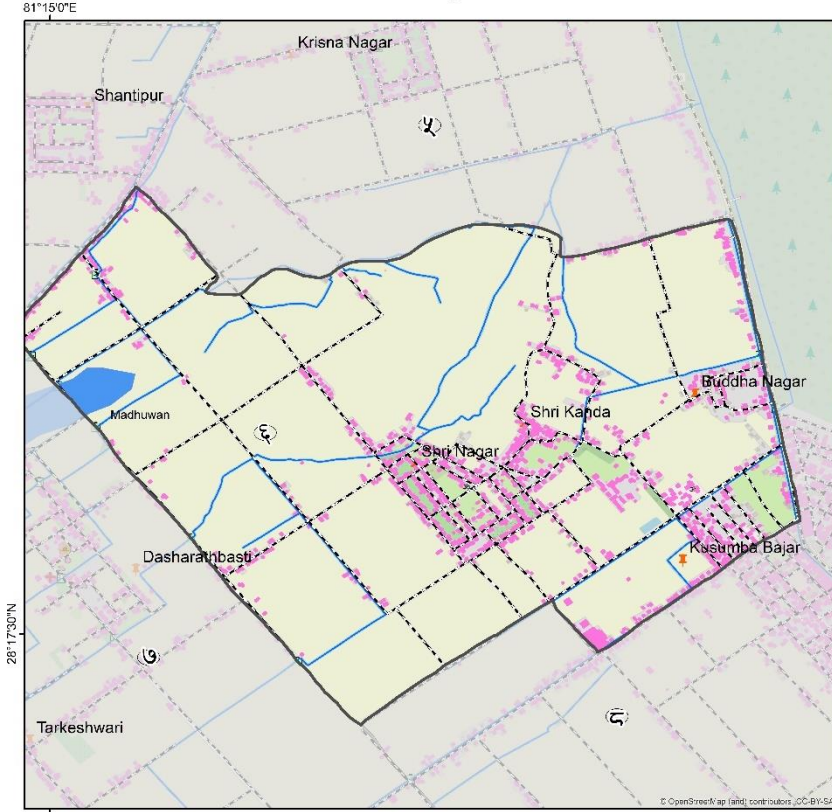 81°15'0"E
Krisna Nagar
Shantipur
५
Buddha Nagar
Madhuwan
Shri Kanda
६
Shri Nagar
Kusumba Bajar
Dasharathbasti
28°17'30"N
७
८
Tarkeshwari
© OpenStreetMap (and) contributors, CC-BY-SA